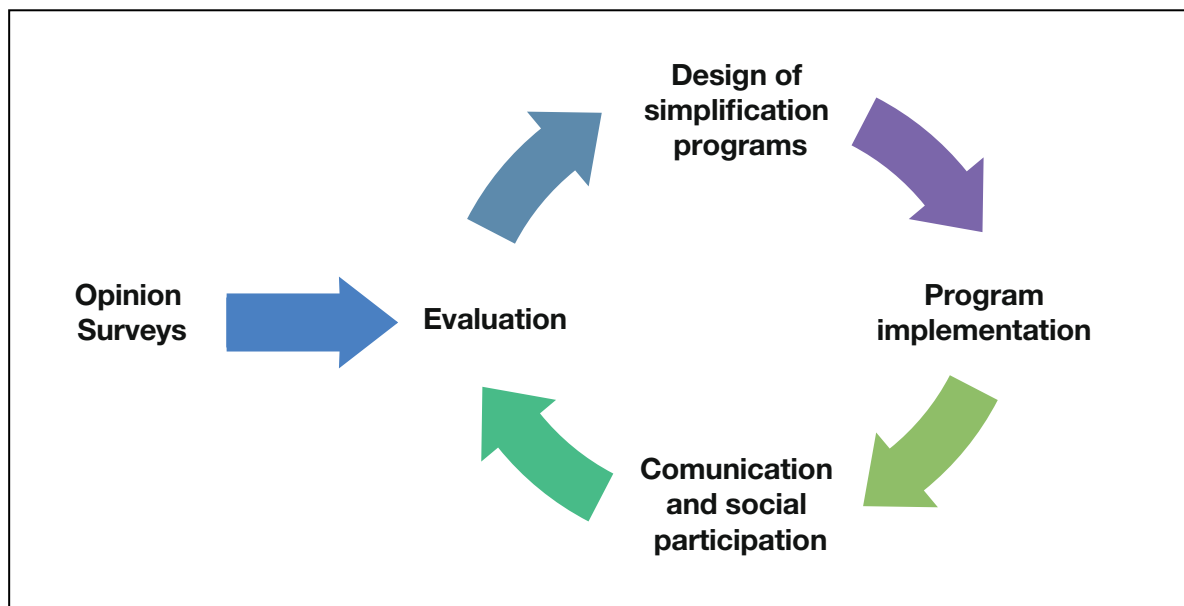 Design of
simplification
programs
Opinion
Surveys
Evaluation
Program
implementation
Comunication
and social
participation